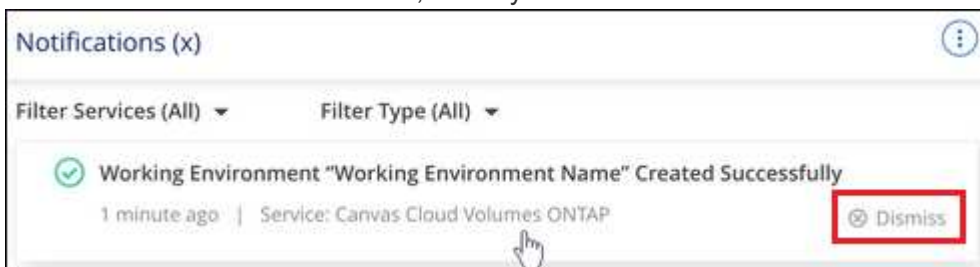 Notifications (x)
Filter Services (All) Filter Type (All)
Working Environment “Working Environment Name” Created Successfully
1 minute ago | Service: Canvas Cloud Volumes ONTAP
Dismiss